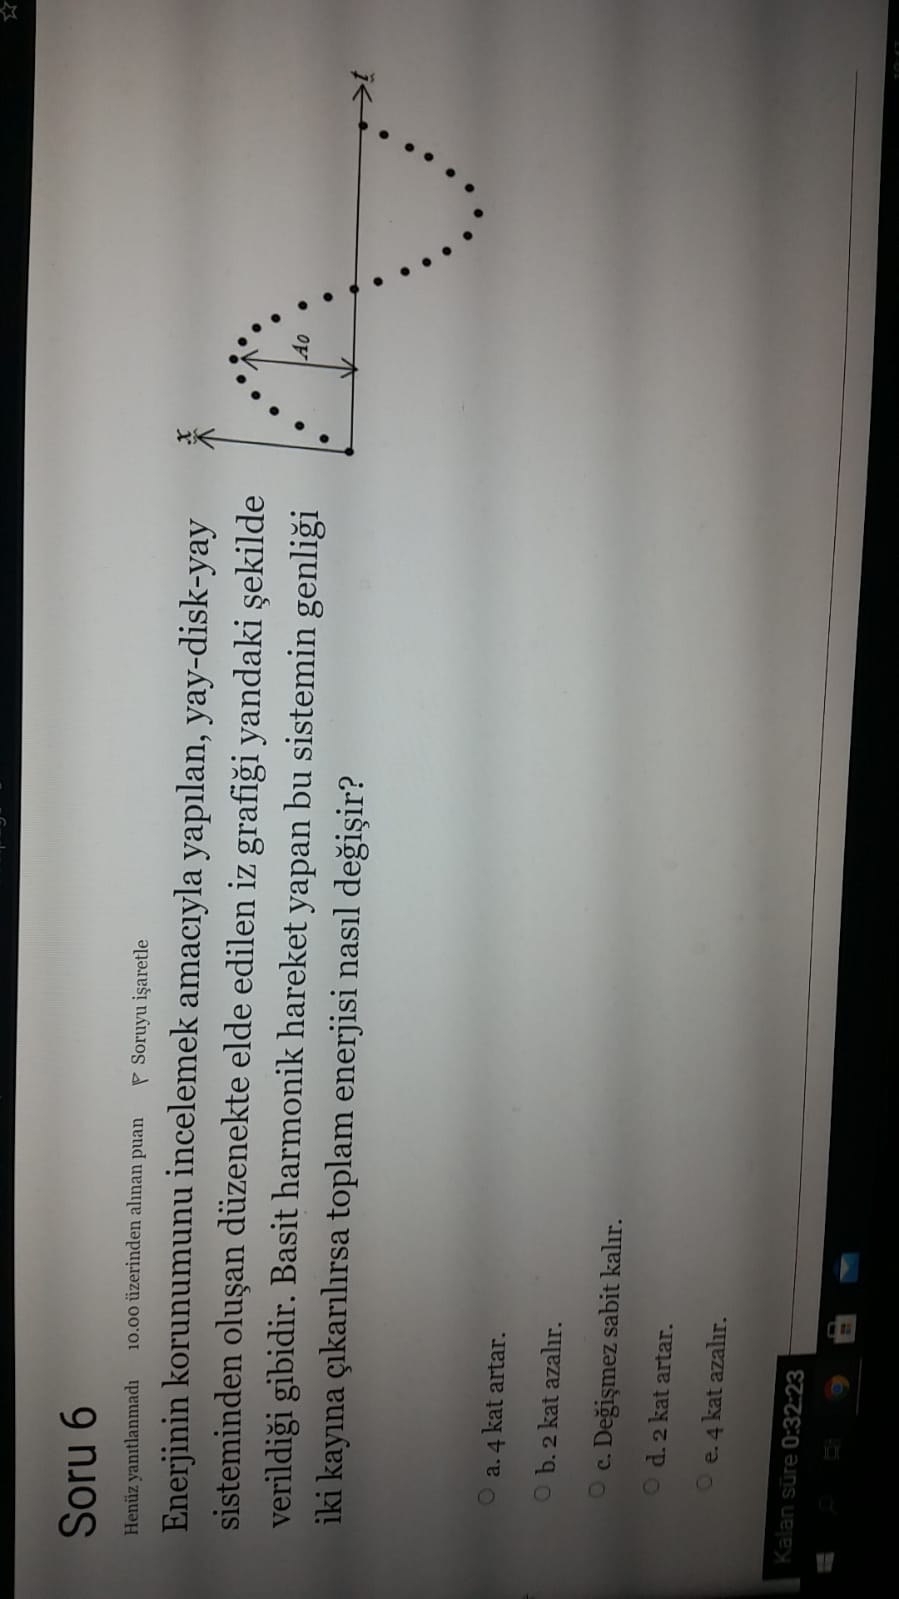 Soru 6
Henüz yanıtlanmadı 10.00 üzerinden alınan puan Soruyu işaretle
Enerjinin korunumunu incelemek amacıyla yapılan, yay-disk-yay
sisteminden oluşan düzenekte elde edilen iz grafiği yandaki şekilde
verildiği gibidir. Basit harmonik hareket yapan bu sistemin genliği
iki kayına çıkarılırsa toplam enerjisi nasıl değişir?
x
A0
t
a. 4 kat artar.
b. 2 kat azalır.
c. Değişmez sabit kalır.
d. 2 kat artar.
e. 4 kat azalır.
Kalan süre 0:32:23